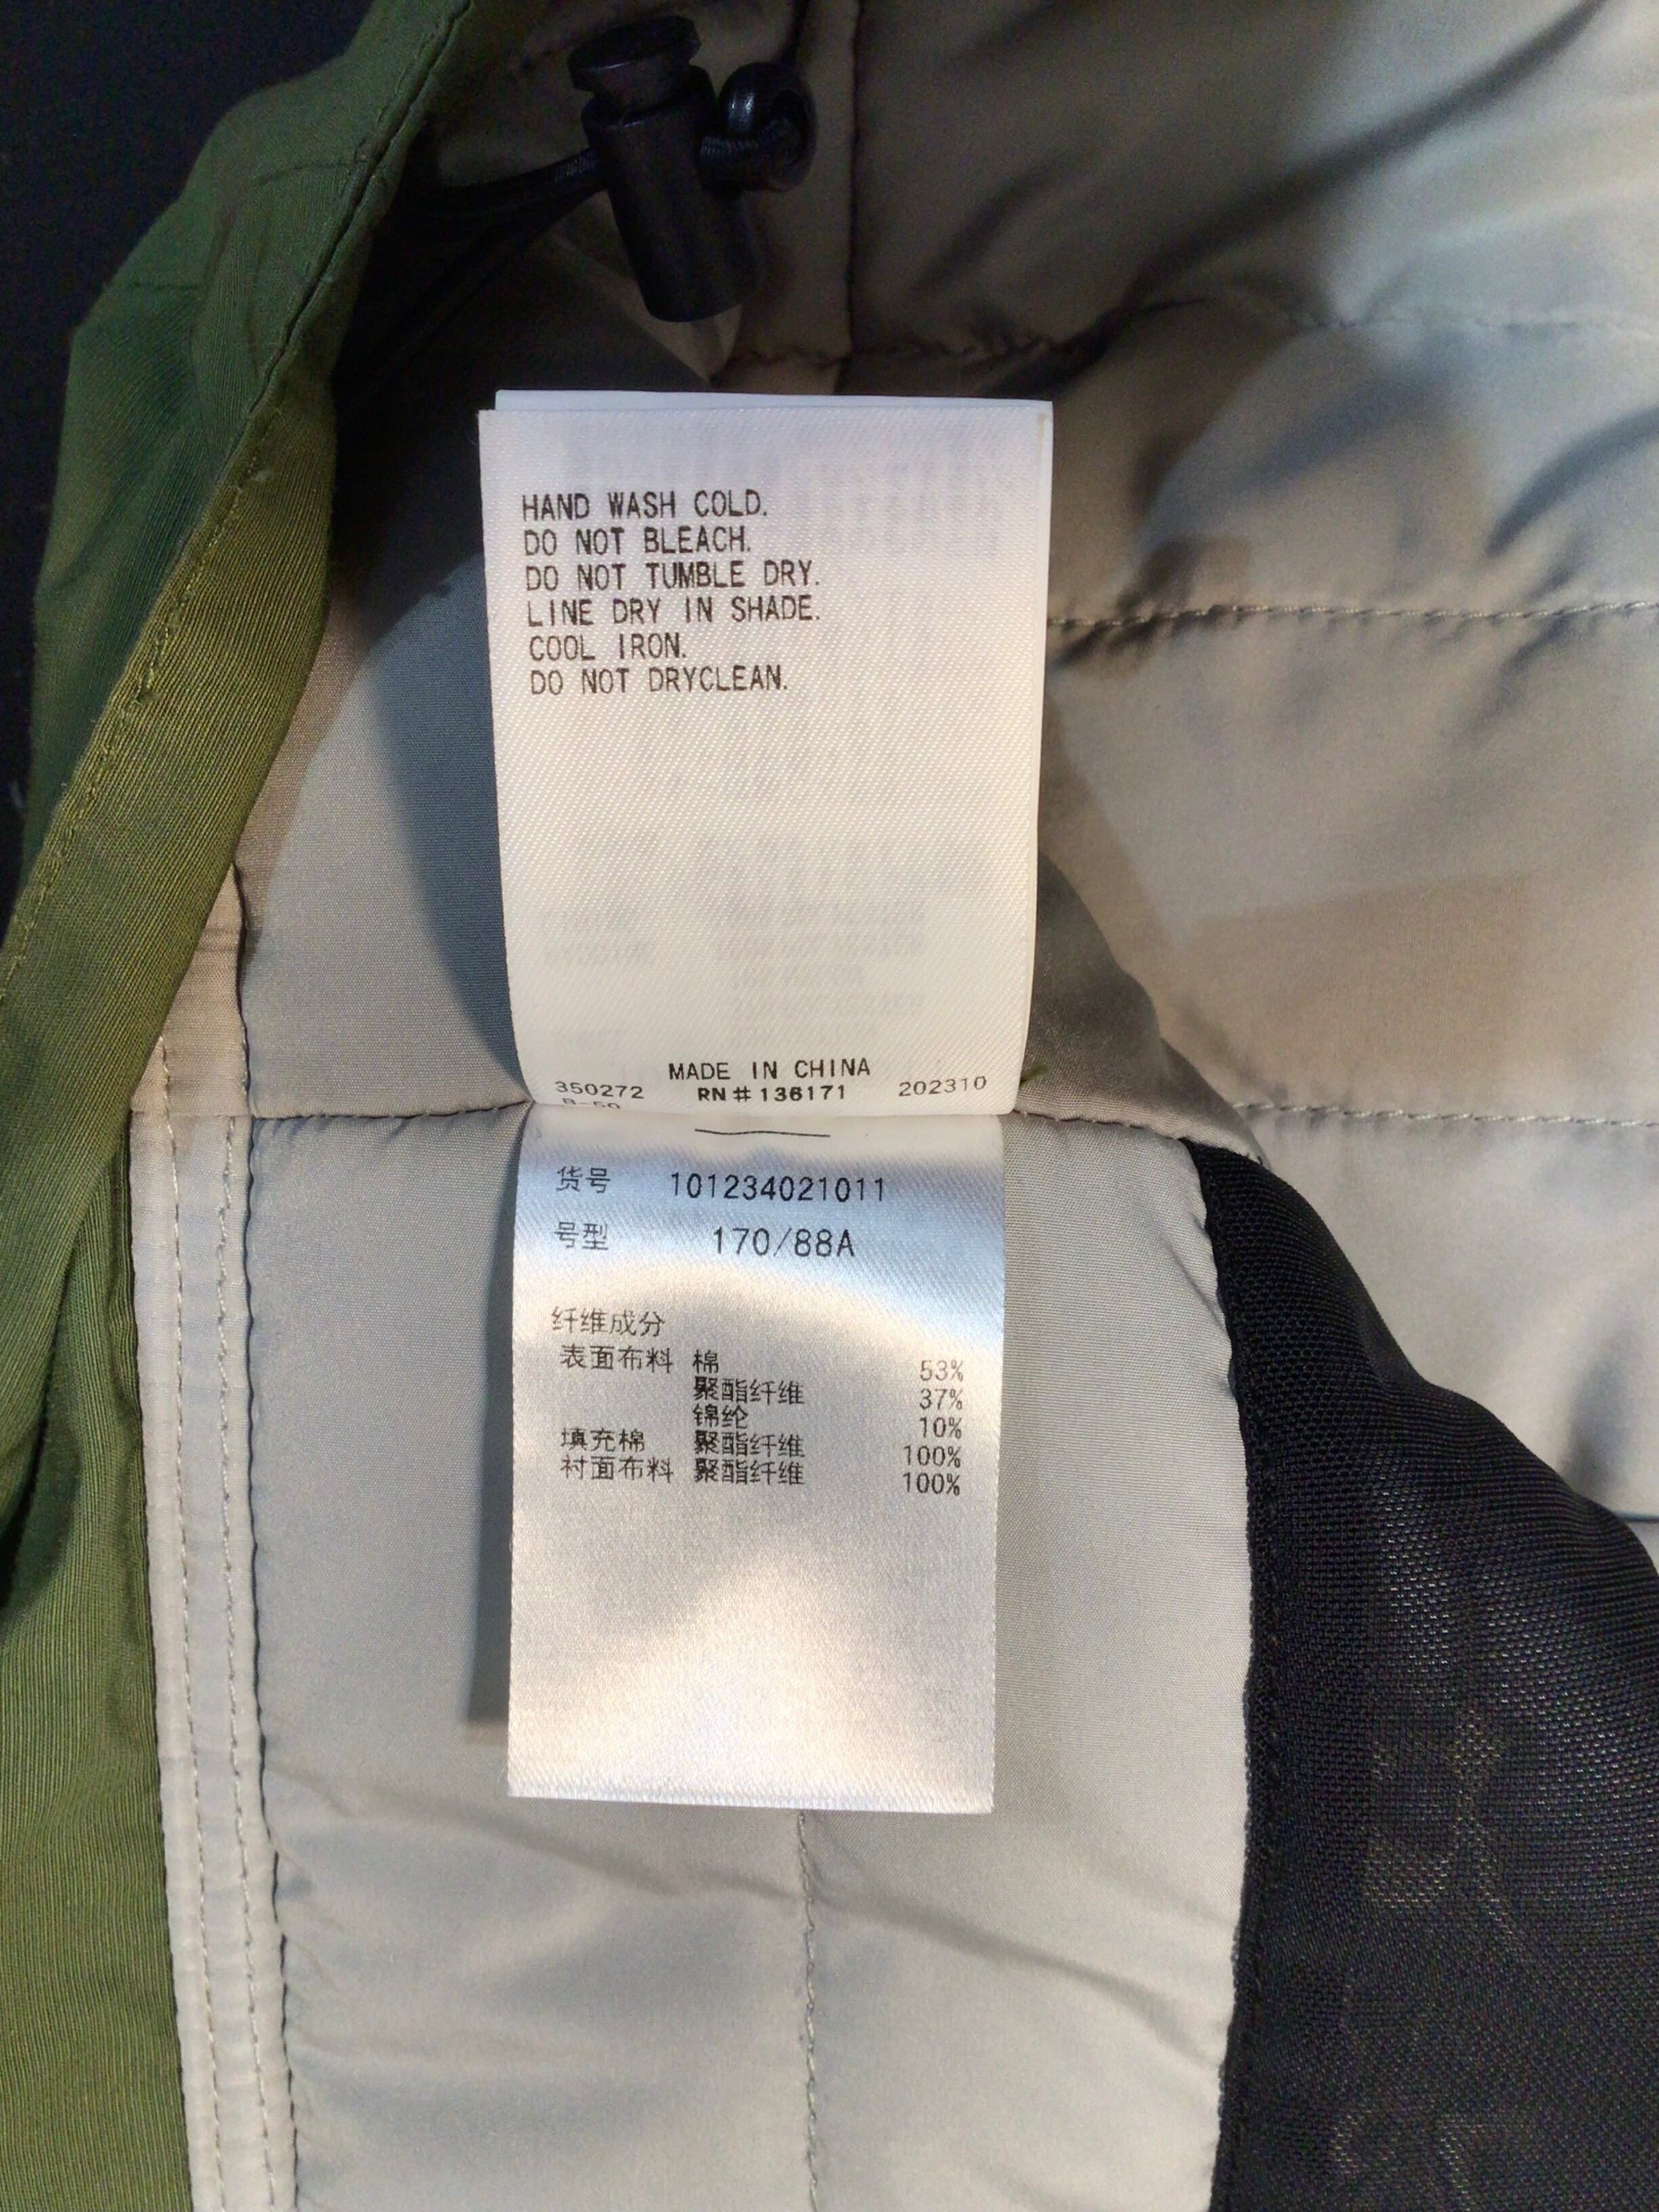 HAND WASH COLD.
DO NOT BLEACH.
DO NOT TUMBLE DRY.
LINE DRY IN SHADE.
COOL IRON.
DO NOT DRYCLEAN.
MADE IN CHINA
350272 RN#136171 202310
货号 101234021011
号型 170/88A
纤维成分
表面布料 棉 53%
聚酯纤维 37%
锦纶 10%
填充棉 聚酯纤维 100%
衬面布料 聚酯纤维 100%